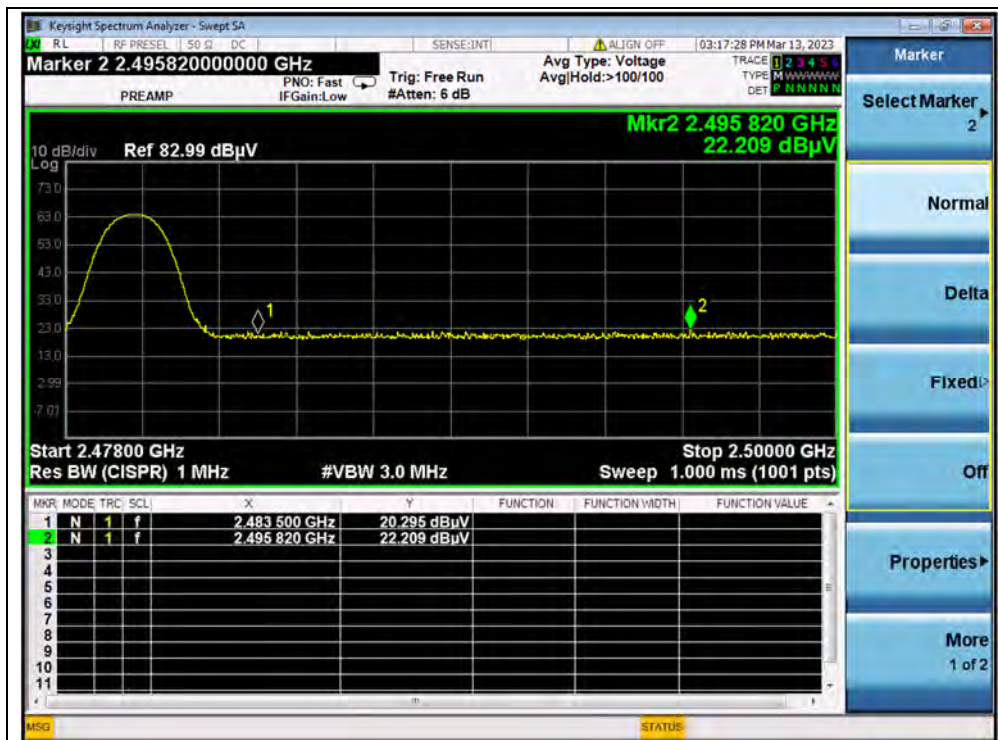 Keysight Spectrum Analyzer - Swept SA
LXI RL RF PRESEL 50 Ω DC SENSE:INT ALIGN OFF 03:17:28 PM Mar 13, 2023
Marker 2 2.495820000000 GHz
PREAMP
PNO: Fast
IFGain:Low
Trig: Free Run
#Atten: 6 dB
Avg Type: Voltage
Avg|Hold:>100/100
TRACE 1 2 3 4 5 6
TYPE M WWWWW
DET P N N N N N
Mkr2 2.495 820 GHz
22.209 dBµV
10 dB/div Ref 82.99 dBµV
Log
73.0
63.0
53.0
43.0
33.0
23.0
13.0
2.99
-7.01
1
2
Start 2.47800 GHz Stop 2.50000 GHz
Res BW (CISPR) 1 MHz #VBW 3.0 MHz Sweep 1.000 ms (1001 pts)
MKR MODE TRC SCL X Y FUNCTION FUNCTION WIDTH FUNCTION VALUE
1 N 1 f 2.483 500 GHz 20.295 dBµV
2 N 1 f 2.495 820 GHz 22.209 dBµV
3
4
5
6
7
8
9
10
11
MSG STATUS
Marker
Select Marker
2
Normal
Delta
Fixed
Off
Properties
More
1 of 2